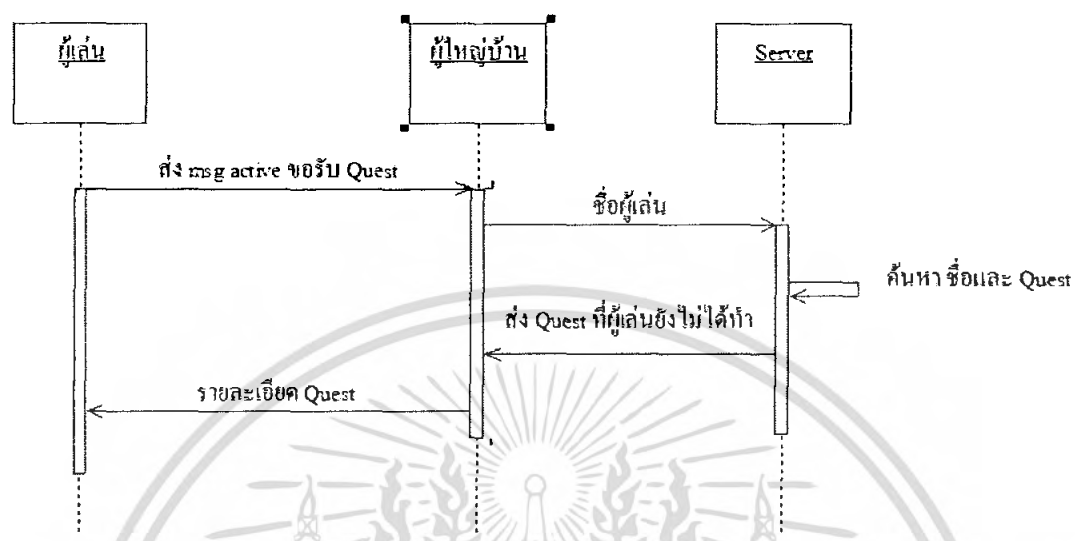 ผู้เล่น
ผู้ใหญ่บ้าน
Server
ส่ง msg active ขอรับ Quest
ชื่อผู้เล่น
ค้นหา ชื่อและ Quest
ส่ง Quest ที่ผู้เล่นยังไม่ได้ทำ
รายละเอียด Quest